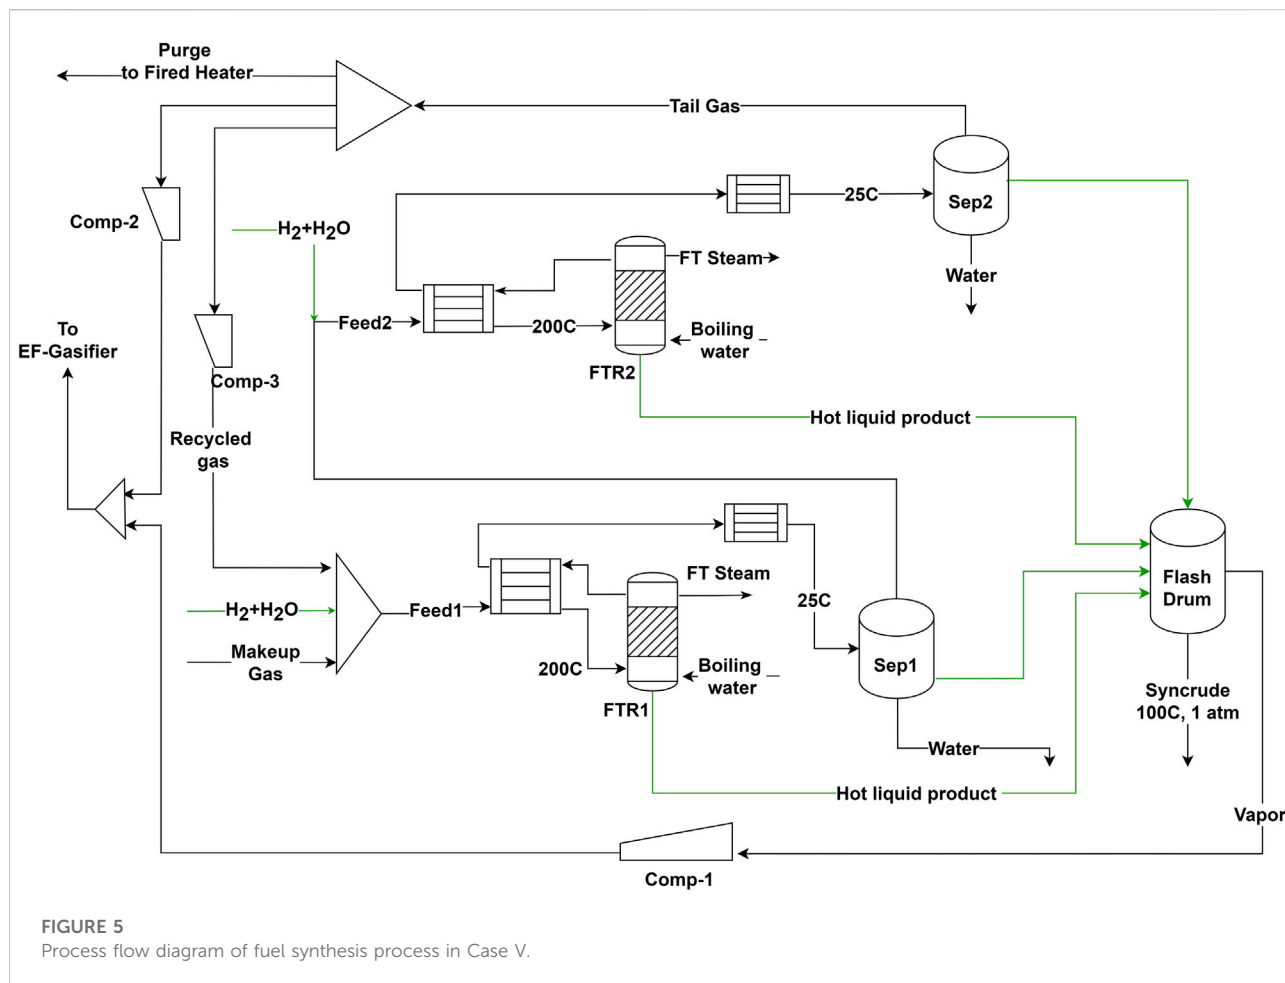 Purge
to Fired Heater
Tail Gas
Comp-2
H2+H2O
25C
Sep2
FT Steam
Water
To
EF-Gasifier
Feed2
200C
Boiling
water
FTR2
Comp-3
Hot liquid product
Recycled
gas
FT Steam
25C
Flash
Drum
H2+H2O
Feed1
Makeup
Gas
200C
Boiling
water
Sep1
FTR1
Syncrude
100C, 1 atm
Water
Hot liquid product
Vapor
Comp-1
FIGURE 5
Process flow diagram of fuel synthesis process in Case V.